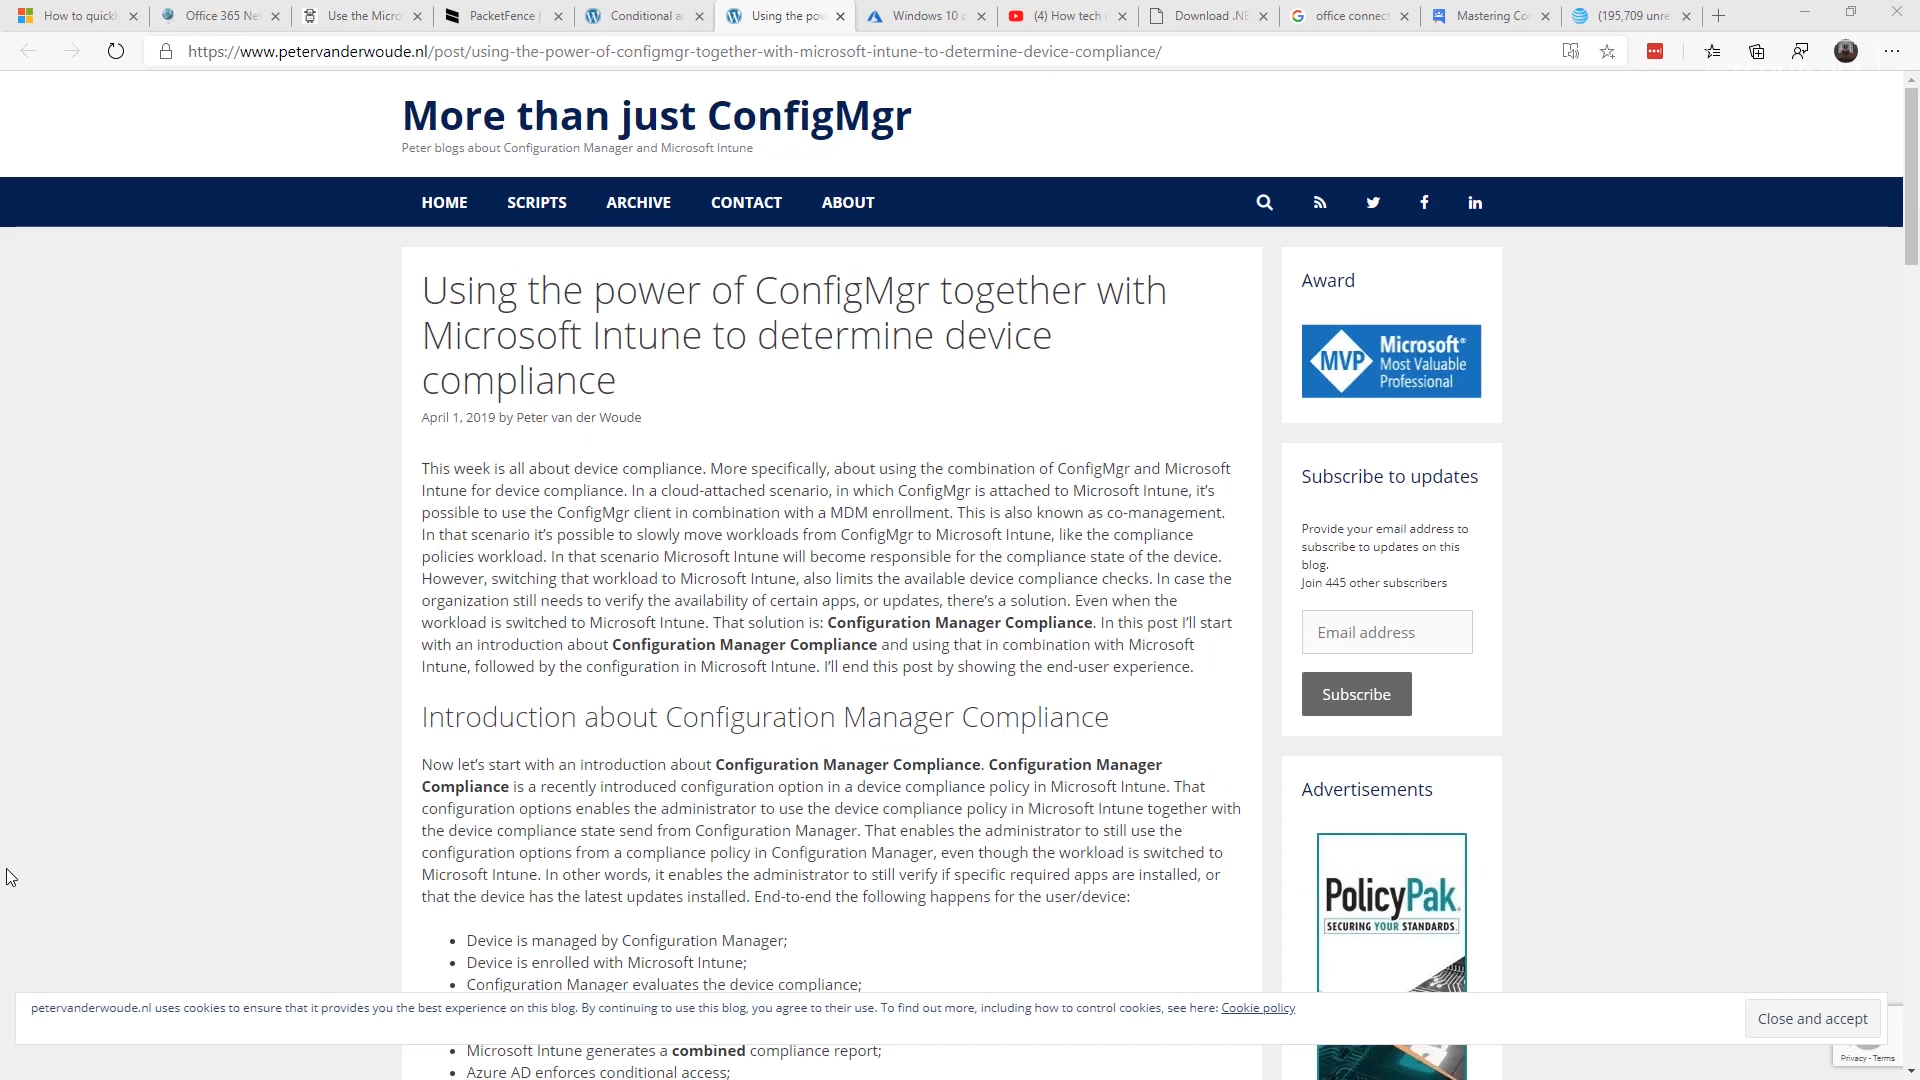 How to quickl
Office 365 Net
Use the Micro
PacketFence |
Conditional a
Using the pow
Windows 10 c
(4) How tech
Download .NE
office connect
Mastering Co
(195,709 unre
https://www.petervanderwoude.nl/post/using-the-power-of-configmgr-together-with-microsoft-intune-to-determine-device-compliance/
More than just ConfigMgr
Peter blogs about Configuration Manager and Microsoft Intune
HOME SCRIPTS ARCHIVE CONTACT ABOUT
Using the power of ConfigMgr together with
Microsoft Intune to determine device
compliance
April 1, 2019 by Peter van der Woude
This week is all about device compliance. More specifically, about using the combination of ConfigMgr and Microsoft
Intune for device compliance. In a cloud-attached scenario, in which ConfigMgr is attached to Microsoft Intune, it's
possible to use the ConfigMgr client in combination with a MDM enrollment. This is also known as co-management.
In that scenario it's possible to slowly move workloads from ConfigMgr to Microsoft Intune, like the compliance
policies workload. In that scenario Microsoft Intune will become responsible for the compliance state of the device.
However, switching that workload to Microsoft Intune, also limits the available device compliance checks. In case the
organization still needs to verify the availability of certain apps, or updates, there's a solution. Even when the
workload is switched to Microsoft Intune. That solution is: Configuration Manager Compliance. In this post I'll start
with an introduction about Configuration Manager Compliance and using that in combination with Microsoft
Intune, followed by the configuration in Microsoft Intune. I'll end this post by showing the end-user experience.
Introduction about Configuration Manager Compliance
Now let's start with an introduction about Configuration Manager Compliance. Configuration Manager
Compliance is a recently introduced configuration option in a device compliance policy in Microsoft Intune. That
configuration options enables the administrator to use the device compliance policy in Microsoft Intune together with
the device compliance state send from Configuration Manager. That enables the administrator to still use the
configuration options from a compliance policy in Configuration Manager, even though the workload is switched to
Microsoft Intune. In other words, it enables the administrator to still verify if specific required apps are installed, or
that the device has the latest updates installed. End-to-end the following happens for the user/device:
• Device is managed by Configuration Manager;
• Device is enrolled with Microsoft Intune;
• Configuration Manager evaluates the device compliance;
• Microsoft Intune generates a combined compliance report;
• Azure AD enforces conditional access;
Award
MVP
Microsoft®
Most Valuable
Professional
Subscribe to updates
Provide your email address to
subscribe to updates on this
blog.
Join 445 other subscribers
Email address
Subscribe
Advertisements
PolicyPak
SECURING YOUR STANDARDS.
petervanderwoude.nl uses cookies to ensure that it provides you the best experience on this blog. By continuing to use this blog, you agree to their use. To find out more, including how to control cookies, see here: Cookie policy
Close and accept
Privacy - Terms